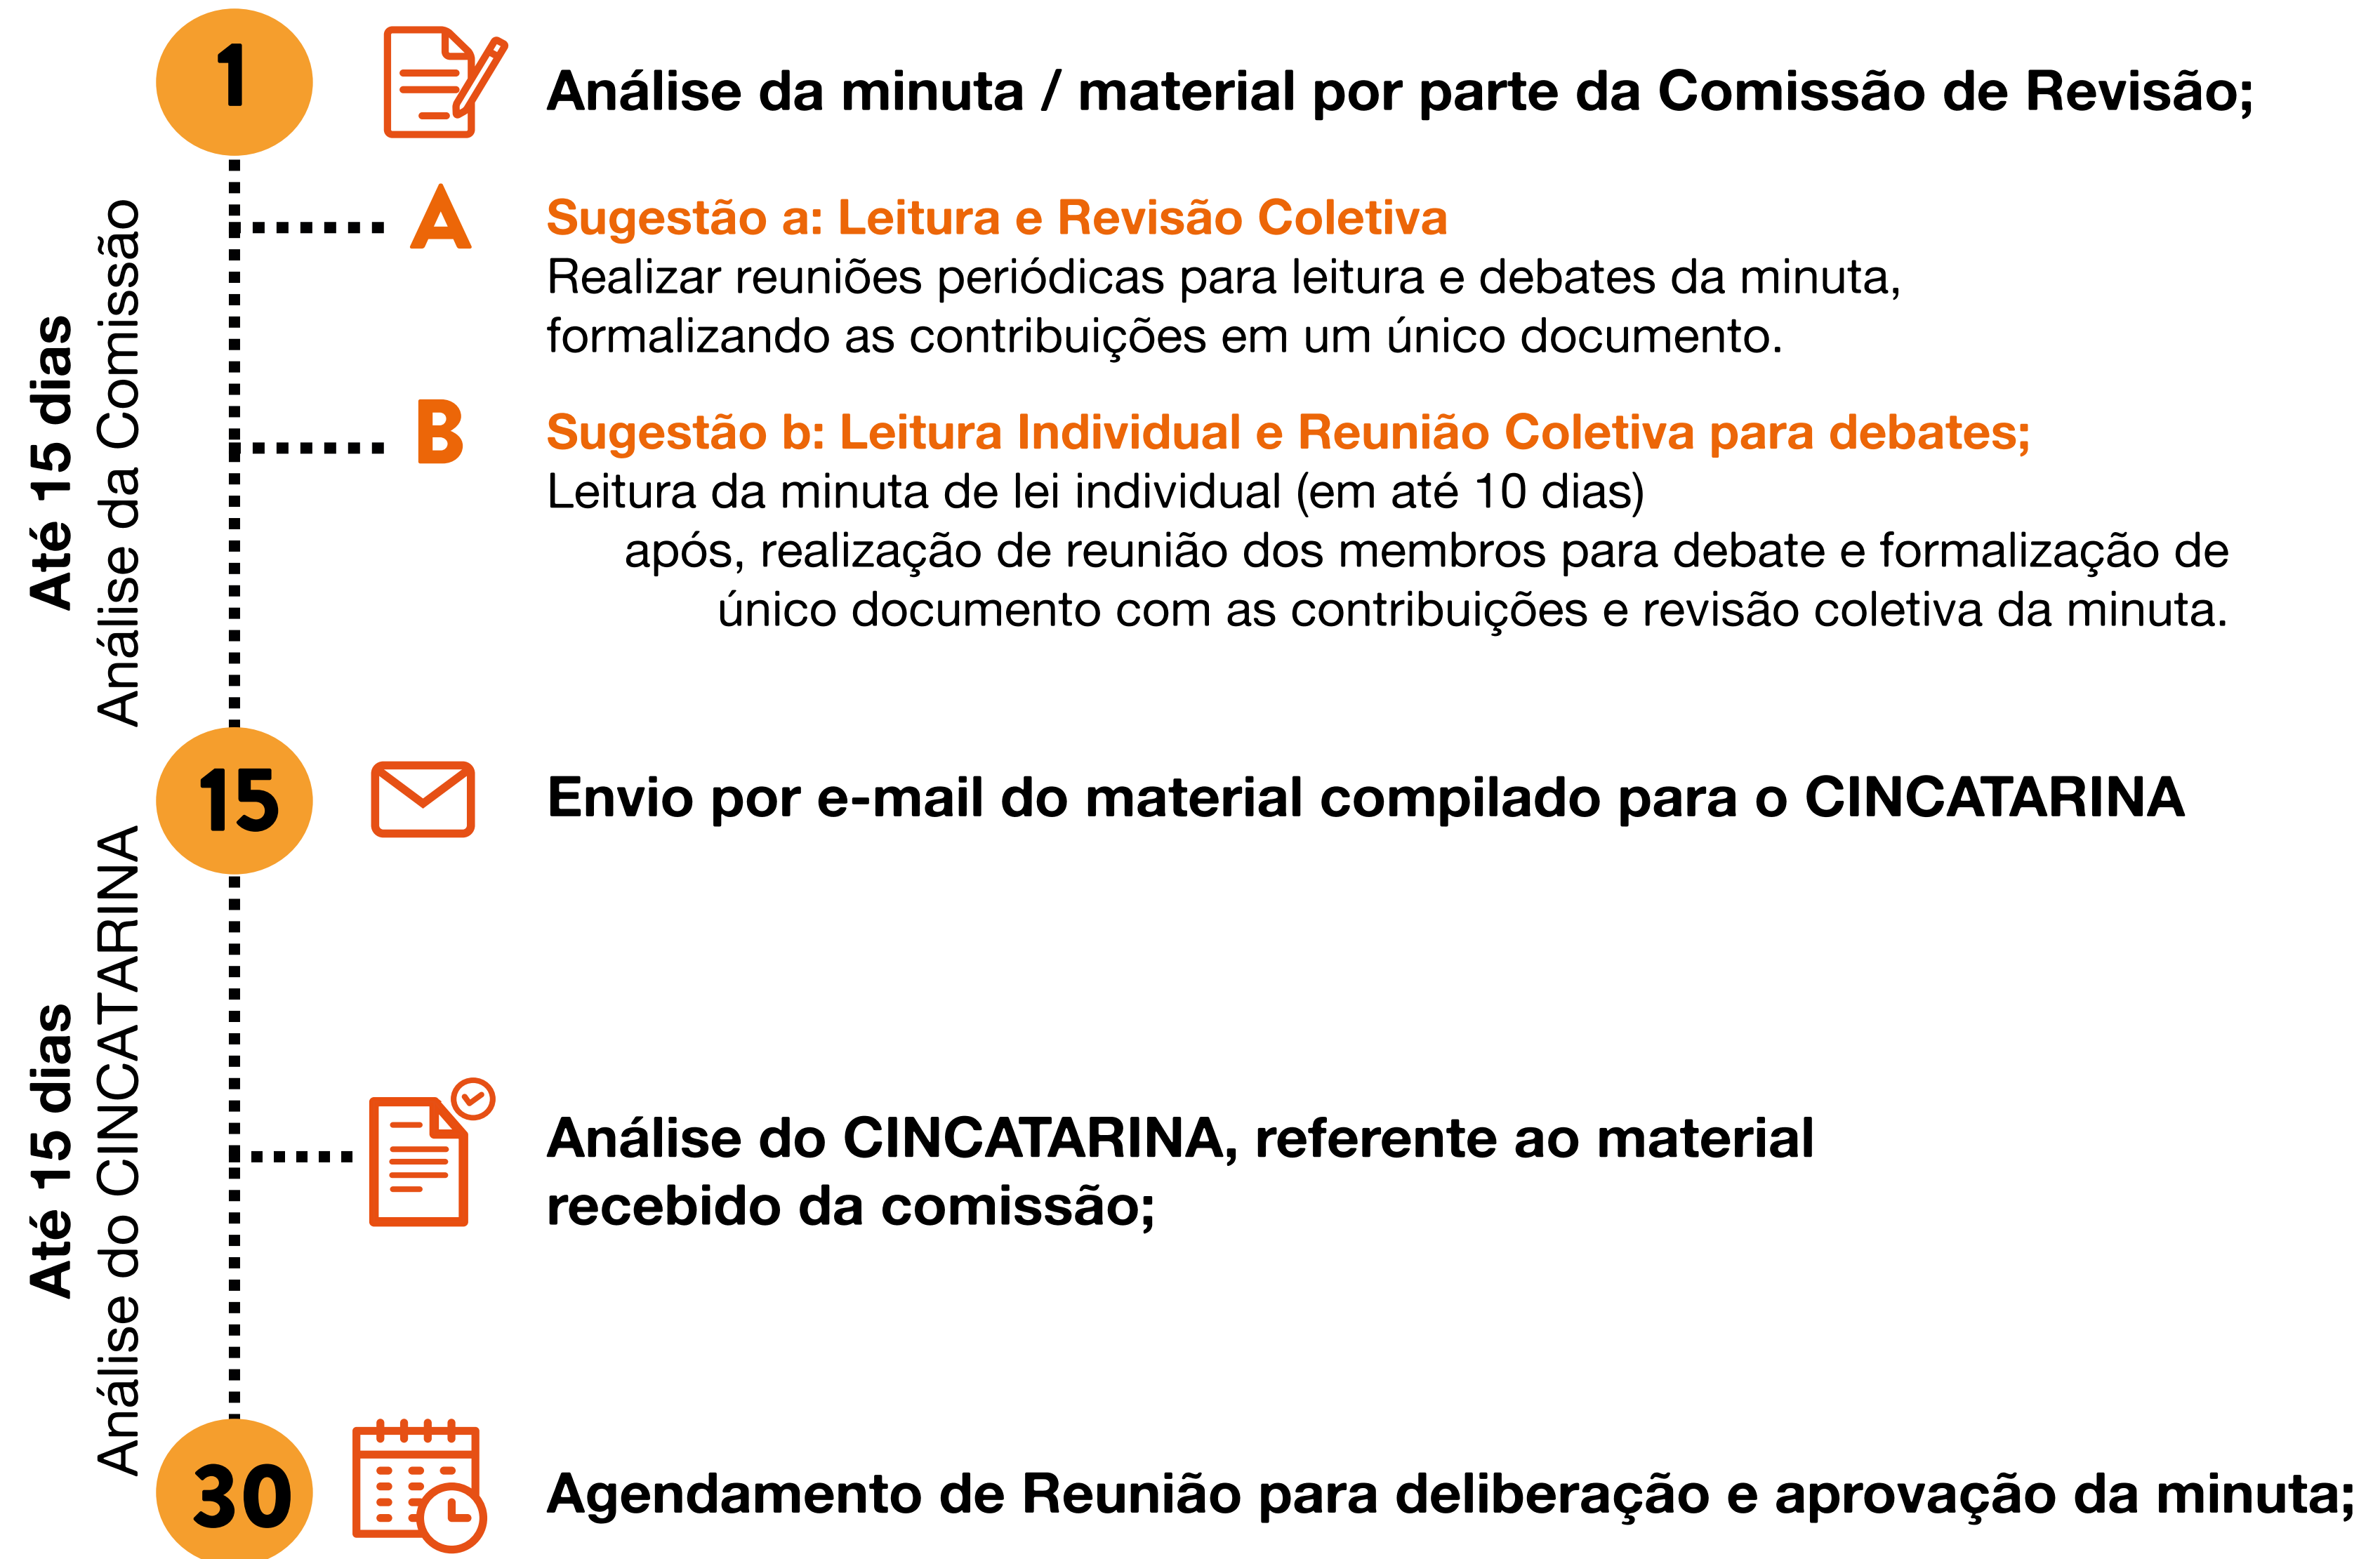 1
Análise da minuta / material por parte da Comissão de Revisão;
Até 15 dias
Análise da Comissão
A
Sugestão a: Leitura e Revisão Coletiva
Realizar reuniões periódicas para leitura e debates da minuta,
formalizando as contribuições em um único documento.
B
Sugestão b: Leitura Individual e Reunião Coletiva para debates;
Leitura da minuta de lei individual (em até 10 dias)
após, realização de reunião dos membros para debate e formalização de
único documento com as contribuições e revisão coletiva da minuta.
15
Envio por e-mail do material compilado para o CINCATARINA
Até 15 dias
Análise do CINCATARINA
Análise do CINCATARINA, referente ao material
recebido da comissão;
30
Agendamento de Reunião para deliberação e aprovação da minuta;